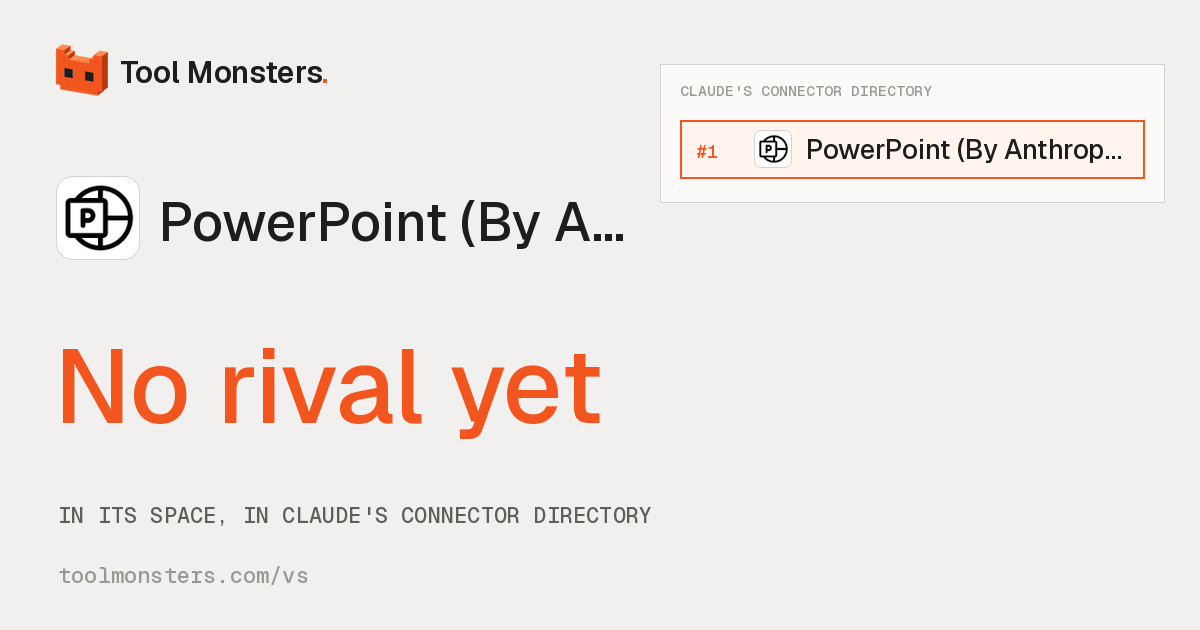 Tool Monsters.
CLAUDE'S CONNECTOR DIRECTORY
#1 PowerPoint (By Anthrop...
PowerPoint (By A...
No rival yet
IN ITS SPACE, IN CLAUDE'S CONNECTOR DIRECTORY
toolmonsters.com/vs